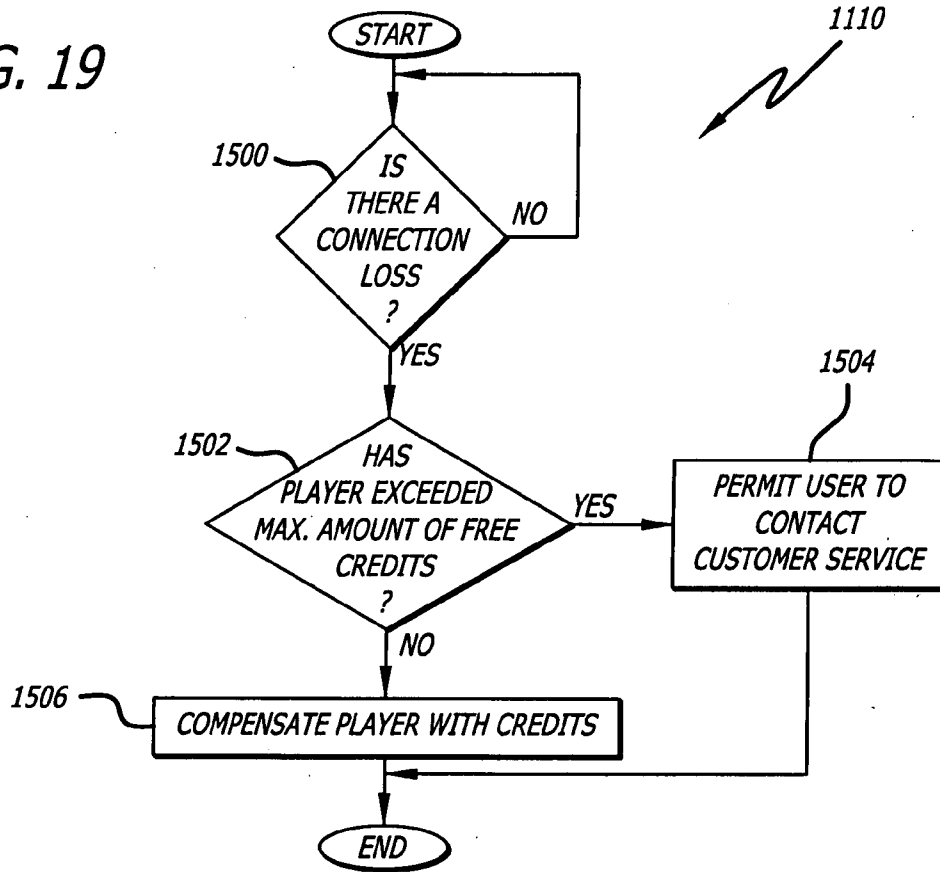 G. 19
START
1110
1500
IS
THERE A
CONNECTION
LOSS
?
NO
YES
1502
HAS
PLAYER EXCEEDED
MAX. AMOUNT OF FREE
CREDITS
?
YES
1504
PERMIT USER TO
CONTACT
CUSTOMER SERVICE
NO
1506
COMPENSATE PLAYER WITH CREDITS
END